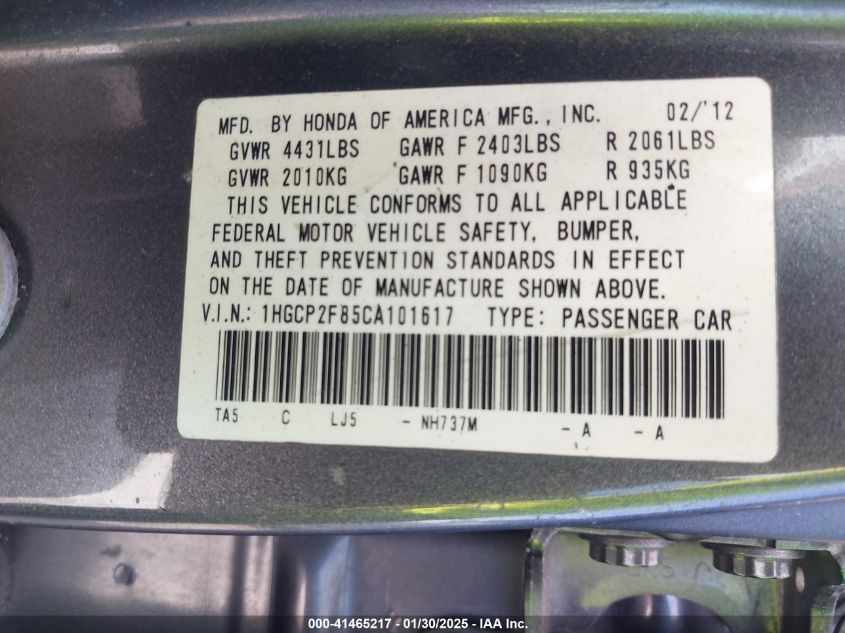 MFD. BY HONDA OF AMERICA MFG., INC. 02/'12
GVWR 4431LBS GAWR F 2403LBS R 2061LBS
GVWR 2010KG GAWR F 1090KG R 935KG
THIS VEHICLE CONFORMS TO ALL APPLICABLE
FEDERAL MOTOR VEHICLE SAFETY, BUMPER,
AND THEFT PREVENTION STANDARDS IN EFFECT
ON THE DATE OF MANUFACTURE SHOWN ABOVE.
V.I.N.: 1HGCP2F85CA101617 TYPE: PASSENGER CAR
TA5 C LJ5 - NH737M - A - A
000-41465217 - 01/30/2025 - IAA Inc.